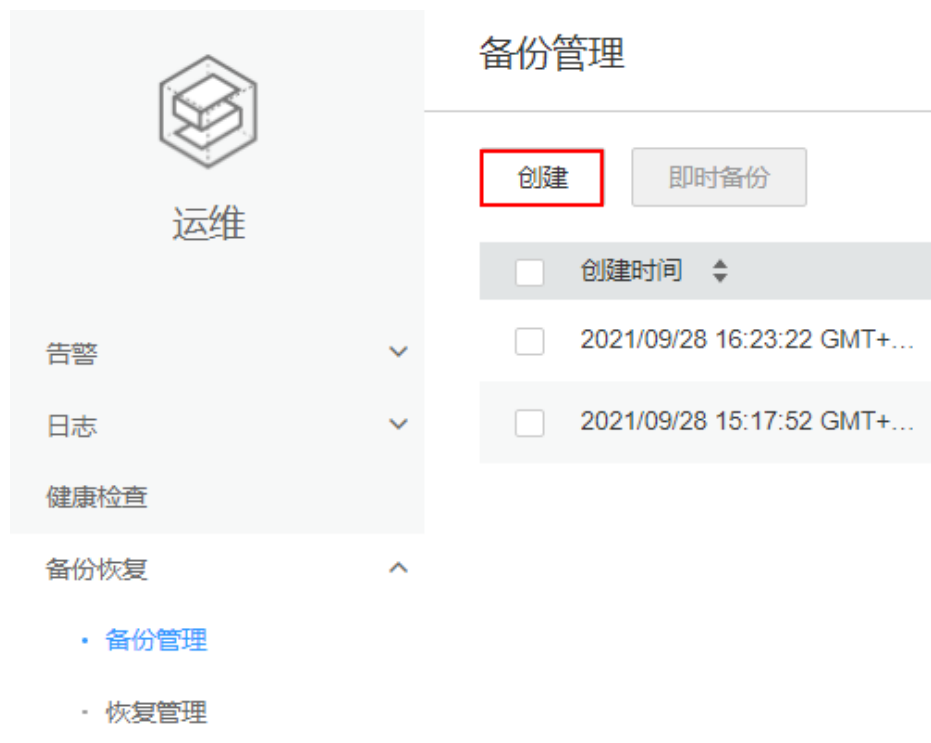 运维
告警
日志
健康检查
备份恢复
• 备份管理
- 恢复管理
备份管理
创建 即时备份
创建时间
2021/09/28 16:23:22 GMT+...
2021/09/28 15:17:52 GMT+...